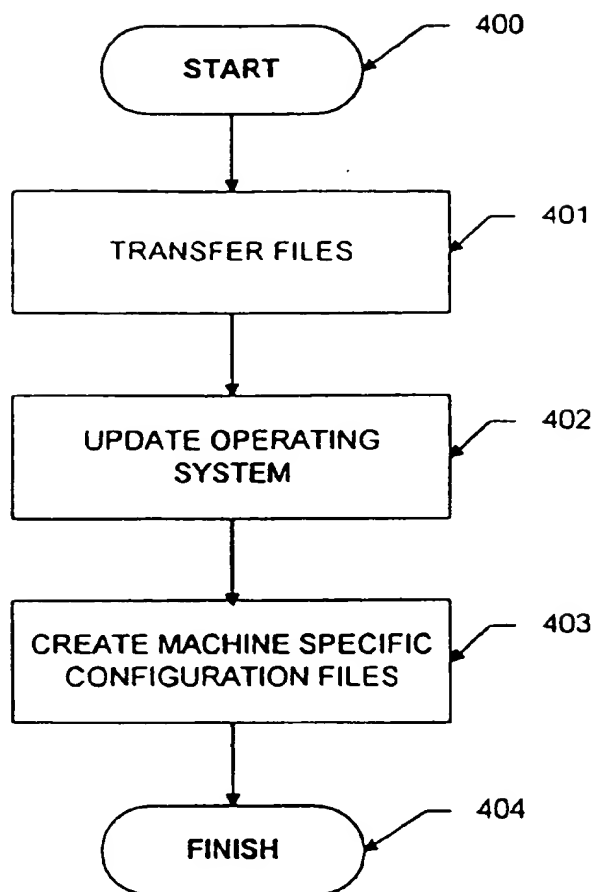 400
START
401
TRANSFER FILES
402
UPDATE OPERATING
SYSTEM
403
CREATE MACHINE SPECIFIC
CONFIGURATION FILES
404
FINISH